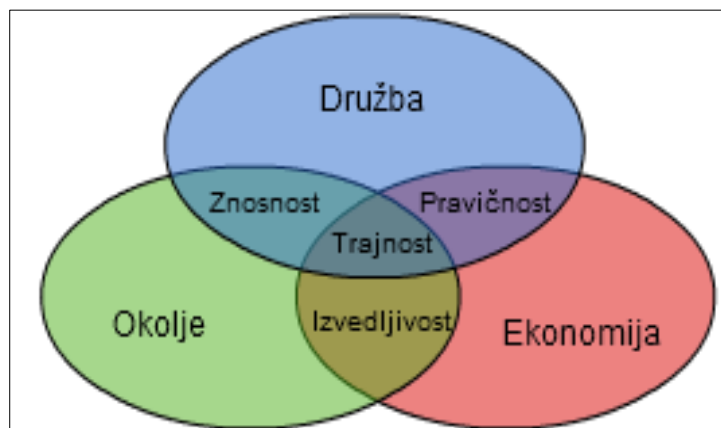 Družba
Znosnost
Pravičnost
Trajnost
Okolje
Izvedljivost
Ekonomija